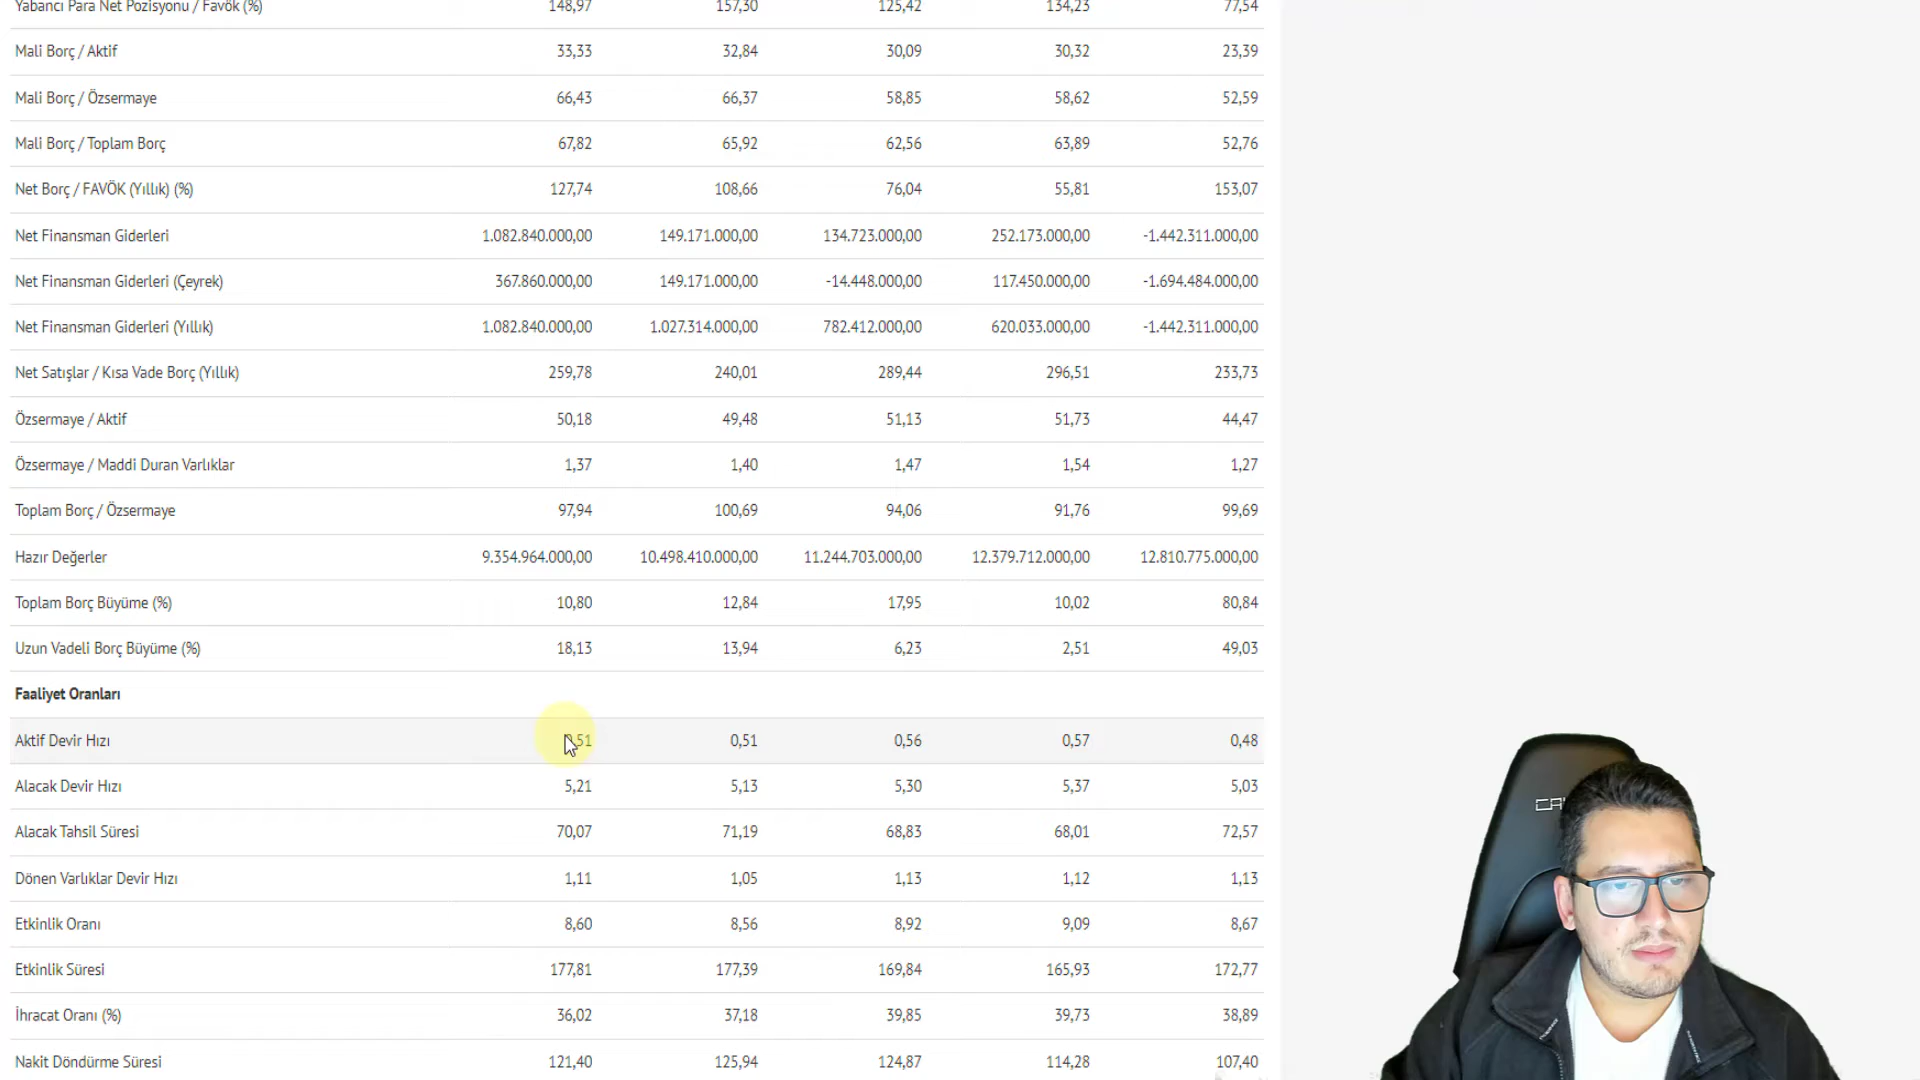 Yabancı Para Net Pozisyonu / Favök (%) 148,97 157,30 125,42 134,23 77,54
Mali Borç / Aktif 33,33 32,84 30,09 30,32 23,39
Mali Borç / Özsermaye 66,43 66,37 58,85 58,62 52,59
Mali Borç / Toplam Borç 67,82 65,92 62,56 63,89 52,76
Net Borç / FAVÖK (Yıllık) (%) 127,74 108,66 76,04 55,81 153,07
Net Finansman Giderleri 1.082.840.000,00 149.171.000,00 134.723.000,00 252.173.000,00 -1.442.311.000,00
Net Finansman Giderleri (Çeyrek) 367.860.000,00 149.171.000,00 -14.448.000,00 117.450.000,00 -1.694.484.000,00
Net Finansman Giderleri (Yıllık) 1.082.840.000,00 1.027.314.000,00 782.412.000,00 620.033.000,00 -1.442.311.000,00
Net Satışlar / Kısa Vade Borç (Yıllık) 259,78 240,01 289,44 296,51 233,73
Özsermaye / Aktif 50,18 49,48 51,13 51,73 44,47
Özsermaye / Maddi Duran Varlıklar 1,37 1,40 1,47 1,54 1,27
Toplam Borç / Özsermaye 97,94 100,69 94,06 91,76 99,69
Hazır Değerler 9.354.964.000,00 10.498.410.000,00 11.244.703.000,00 12.379.712.000,00 12.810.775.000,00
Toplam Borç Büyüme (%) 10,80 12,84 17,95 10,02 80,84
Uzun Vadeli Borç Büyüme (%) 18,13 13,94 6,23 2,51 49,03
Faaliyet Oranları
Aktif Devir Hızı 0,51 0,51 0,56 0,57 0,48
Alacak Devir Hızı 5,21 5,13 5,30 5,37 5,03
Alacak Tahsil Süresi 70,07 71,19 68,83 68,01 72,57
Dönen Varlıklar Devir Hızı 1,11 1,05 1,13 1,12 1,13
Etkinlik Oranı 8,60 8,56 8,92 9,09 8,67
Etkinlik Süresi 177,81 177,39 169,84 165,93 172,77
İhracat Oranı (%) 36,02 37,18 39,85 39,73 38,89
Nakit Döndürme Süresi 121,40 125,94 124,87 114,28 107,40